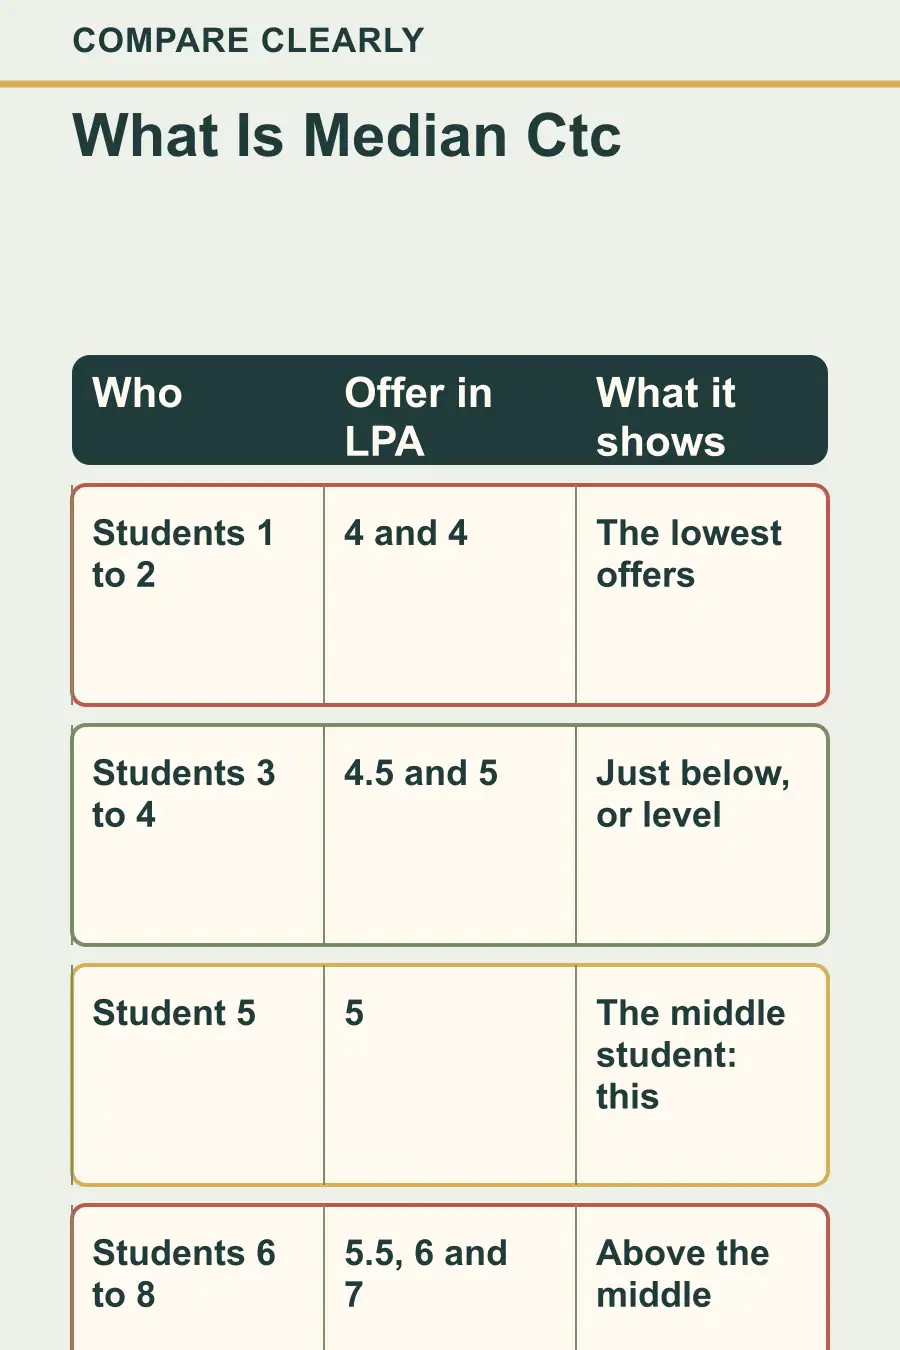 COMPARE CLEARLY
What Is Median Ctc
Who
Offer in
LPA
What it
shows
Students 1
to 2
4 and 4
The lowest
offers
Students 3
to 4
4.5 and 5
Just below,
or level
Student 5
5
The middle
student:
this
Students 6
to 8
5.5, 6 and
7
Above the
middle